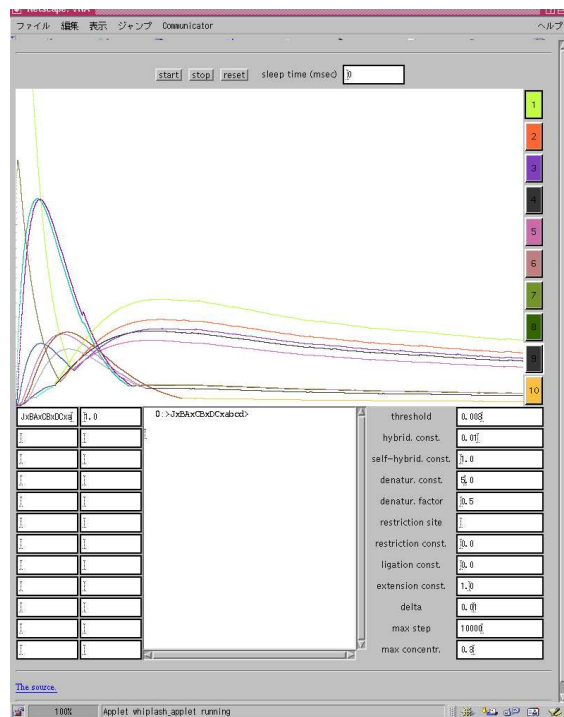 Netscape: VNA
ファイル 編集 表示 ジャンプ Communicator ヘルプ
start stop reset sleep time (msec) 0
1
2
3
4
5
6
7
8
9
10
JxBAxCBxDCxa 1.0
0:>JxBAxCBxDCxabcd>
threshold 0.003
hybrid. const. 0.01
self-hybrid. const. 1.0
denatur. const. 5.0
denatur. factor 0.5
restriction site
restriction const. 0.0
ligation const. 0.0
extension const. 1.0
delta 0.01
max step 10000
max concentr. 0.3
The source.
100% Applet whiplash_applet running